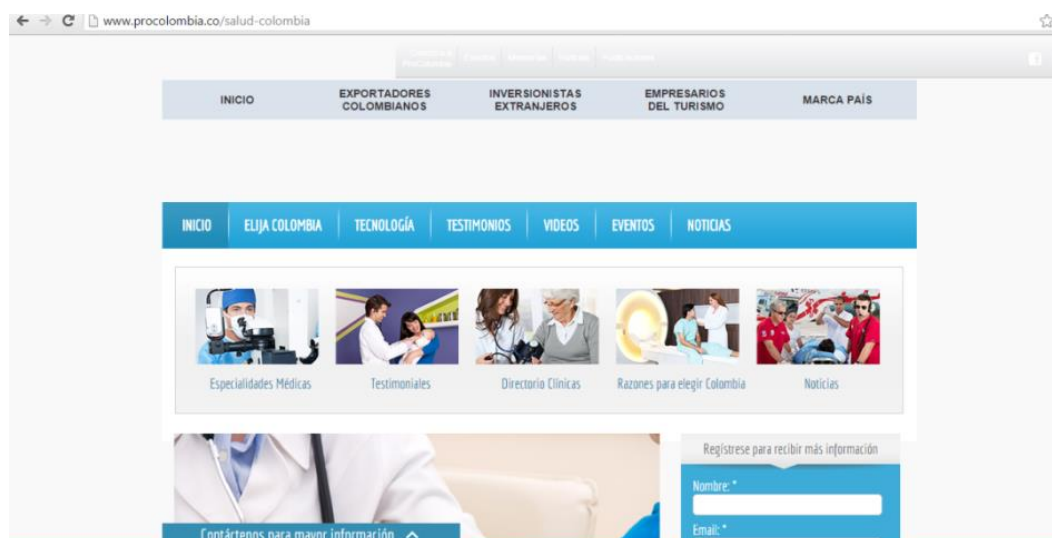 www.procolombia.co/salud-colombia
INICIO
EXPORTADORES
COLOMBIANOS
INVERSIONISTAS
EXTRANJEROS
EMPRESARIOS
DEL TURISMO
MARCA PAÍS
INICIO ELIJA COLOMBIA TECNOLOGÍA TESTIMONIOS VIDEOS EVENTOS NOTICIAS
Especialidades Médicas Testimoniales Directorio Clínicas Razones para elegir Colombia Noticias
Regístrese para recibir más información
Nombre: *
Email: *
Contáctenos para mayor información